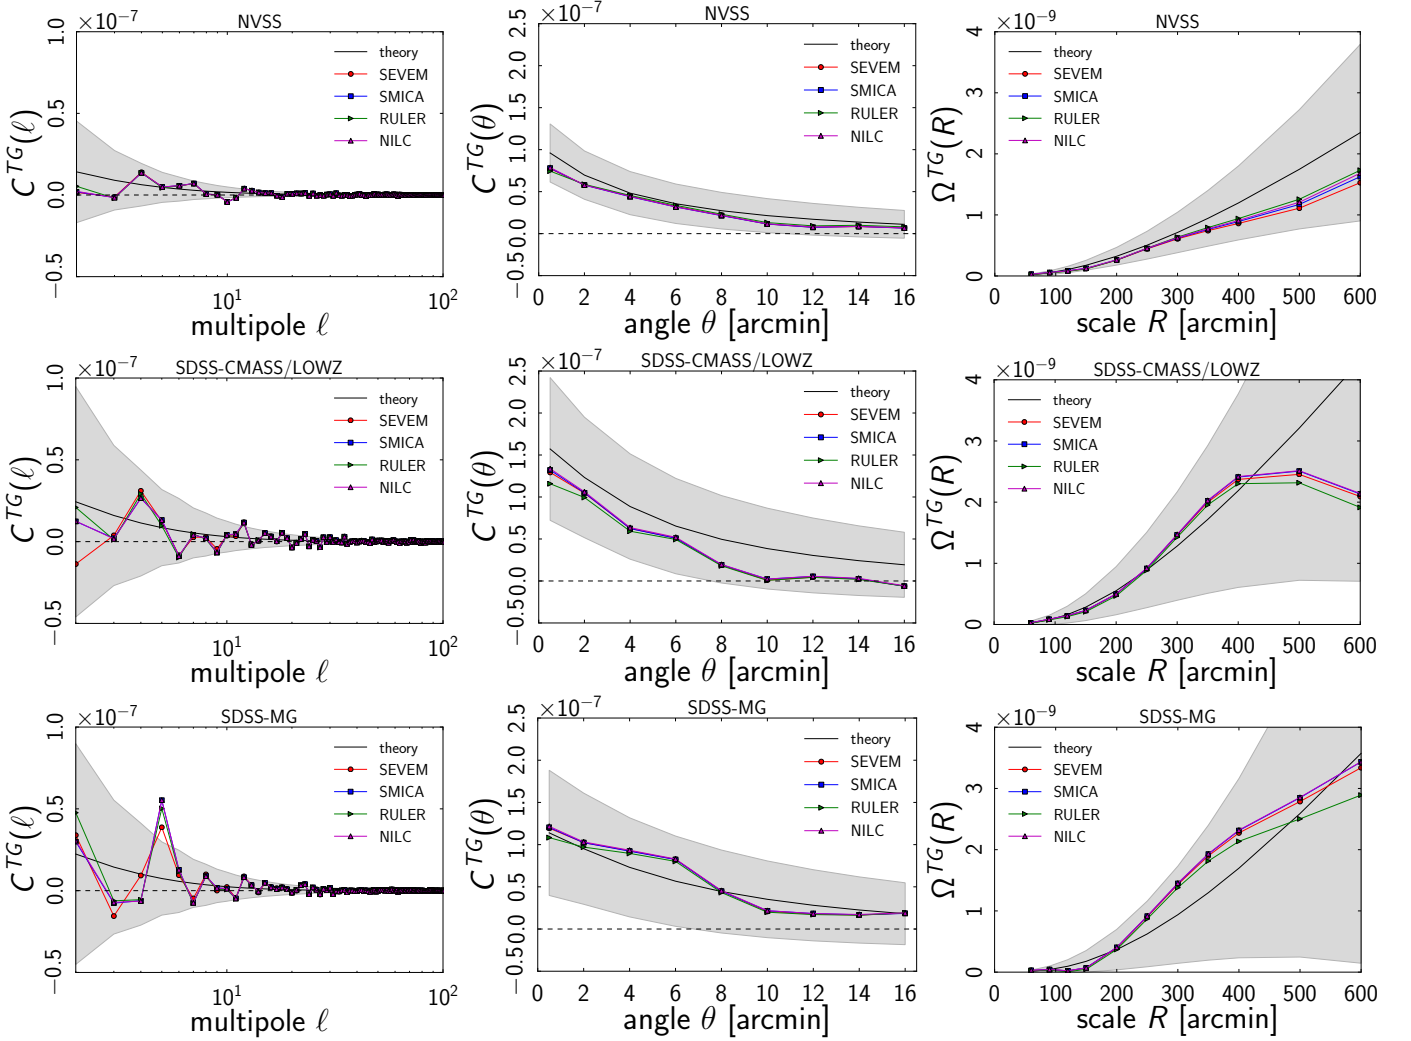 ×10⁻⁷
NVSS
1.0
0.5
0.0
−0.5
C^{TG}(ℓ)
theory
SEVEM
SMICA
RULER
NILC
10¹
10²
multipole ℓ
×10⁻⁷
NVSS
2.5
2.0
1.5
1.0
0.5
0.0
−0.5
C^{TG}(θ)
theory
SEVEM
SMICA
RULER
NILC
0 2 4 6 8 10 12 14 16
angle θ [arcmin]
×10⁻⁹
NVSS
4
3
2
1
0
Ω^{TG}(R)
theory
SEVEM
SMICA
RULER
NILC
0 100 200 300 400 500 600
scale R [arcmin]
×10⁻⁷
SDSS-CMASS/LOWZ
1.0
0.5
0.0
−0.5
C^{TG}(ℓ)
theory
SEVEM
SMICA
RULER
NILC
10¹
10²
multipole ℓ
×10⁻⁷
SDSS-CMASS/LOWZ
2.5
2.0
1.5
1.0
0.5
0.0
−0.5
C^{TG}(θ)
theory
SEVEM
SMICA
RULER
NILC
0 2 4 6 8 10 12 14 16
angle θ [arcmin]
×10⁻⁹
SDSS-CMASS/LOWZ
4
3
2
1
0
Ω^{TG}(R)
theory
SEVEM
SMICA
RULER
NILC
0 100 200 300 400 500 600
scale R [arcmin]
×10⁻⁷
SDSS-MG
1.0
0.5
0.0
−0.5
C^{TG}(ℓ)
theory
SEVEM
SMICA
RULER
NILC
10¹
10²
multipole ℓ
×10⁻⁷
SDSS-MG
2.5
2.0
1.5
1.0
0.5
0.0
−0.5
C^{TG}(θ)
theory
SEVEM
SMICA
RULER
NILC
0 2 4 6 8 10 12 14 16
angle θ [arcmin]
×10⁻⁹
SDSS-MG
4
3
2
1
0
Ω^{TG}(R)
theory
SEVEM
SMICA
RULER
NILC
0 100 200 300 400 500 600
scale R [arcmin]